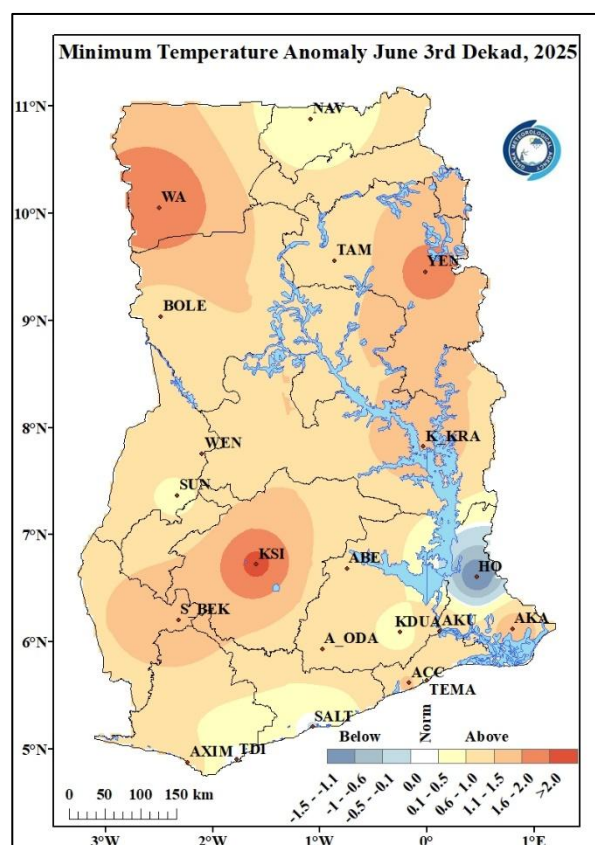 Minimum Temperature Anomaly June 3rd Dekad, 2025
11°N
NAV
10°N
WA
TAM
YEN
9°N
BOLE
8°N
K_KRA
WEN
SUN
7°N
KSI
ABE
HO
S_BEK
6°N
A_ODA
KDUA
AKU
AKA
ACC
TEMA
SALT
5°N
AXIM
TDI
Below
Norm
Above
-1.5 - -1.1
-1 - -0.6
-0.5 - -0.1
0.0
0.1 - 0.5
0.6 - 1.0
1.1 - 1.5
1.6 - 2.0
>2.0
0 50 100 150 km
3°W
2°W
1°W
0°
1°E